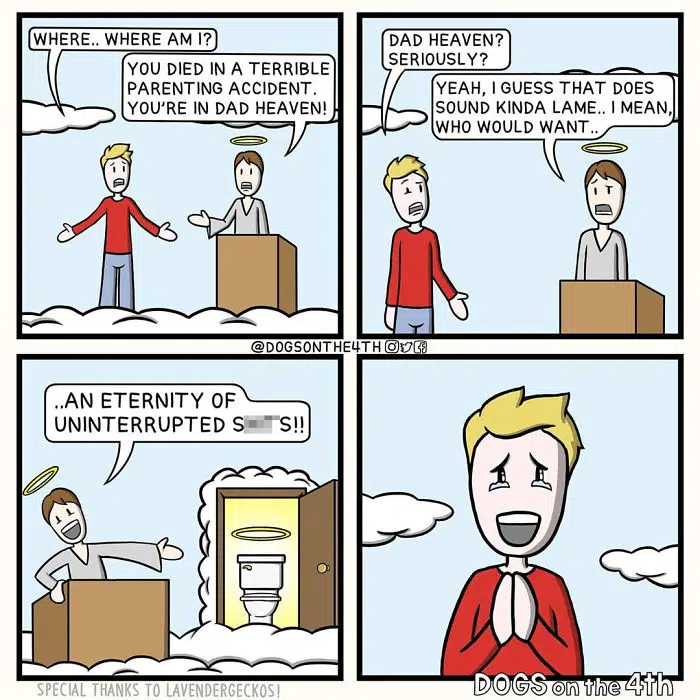 WHERE.. WHERE AM I?
YOU DIED IN A TERRIBLE
PARENTING ACCIDENT.
YOU'RE IN DAD HEAVEN!
DAD HEAVEN?
SERIOUSLY?
YEAH, I GUESS THAT DOES
SOUND KINDA LAME.. I MEAN,
WHO WOULD WANT..
@DOGSONTHE4TH
..AN ETERNITY OF
UNINTERRUPTED
SPECIAL THANKS TO LAVENDERGECKOS!
DOGS on the 4th